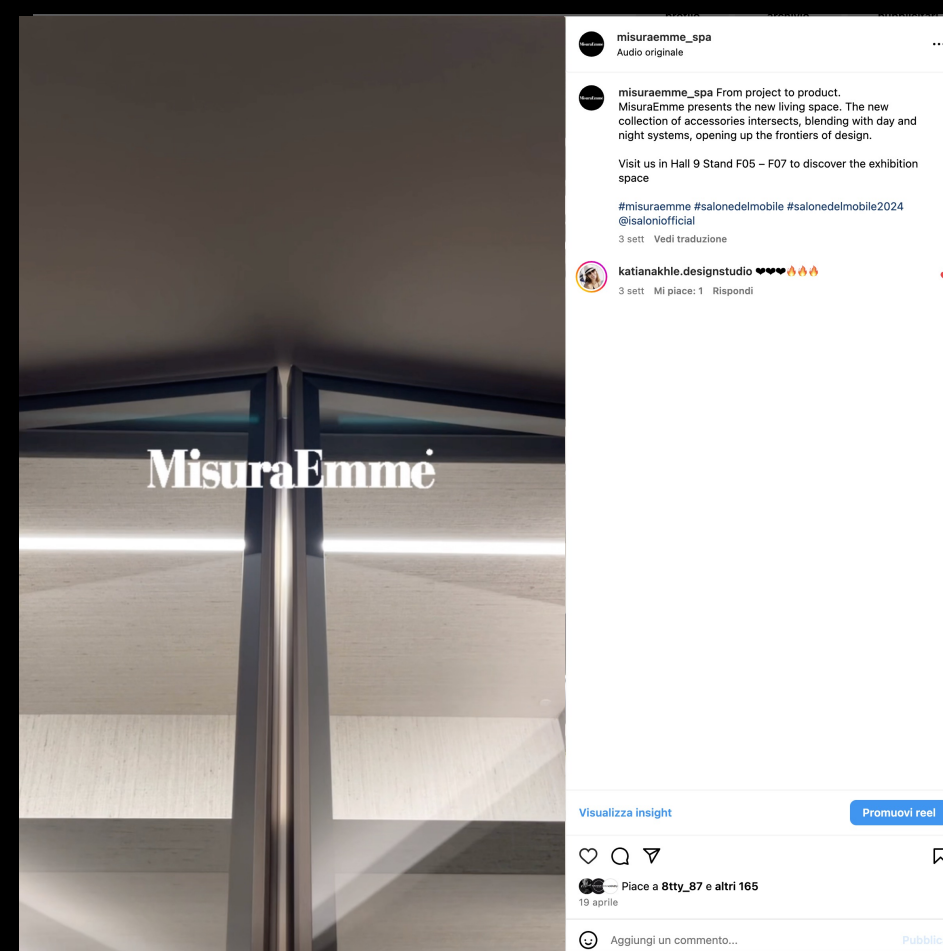 misuraemme_spa
Audio originale
misuraemme_spa From project to product.
MisuraEmme presents the new living space. The new
collection of accessories intersects, blending with day and
night systems, opening up the frontiers of design.
Visit us in Hall 9 Stand F05 – F07 to discover the exhibition
space
#misuraemme #salonedelmobile #salonedelmobile2024
@isaloniofficial
3 sett Vedi traduzione
katianakhle.designstudio ❤❤❤🔥🔥🔥
3 sett Mi piace: 1 Rispondi
MisuraEmme
Visualizza insight
Promuovi reel
Piace a 8tty_87 e altri 165
19 aprile
Aggiungi un commento...